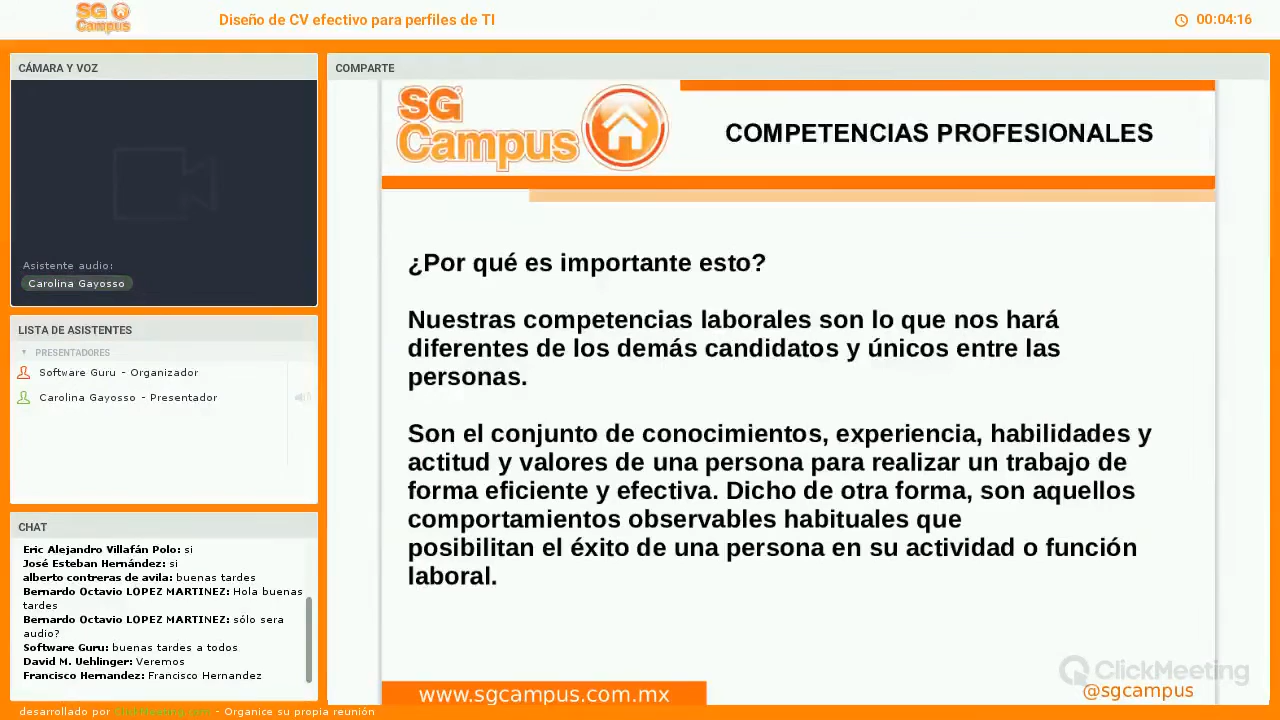 SG
Campus
Diseño de CV efectivo para perfiles de TI
00:04:16
CÁMARA Y VOZ
Asistente audio:
Carolina Gayosso
LISTA DE ASISTENTES
PRESENTADORES
Software Guru - Organizador
Carolina Gayosso - Presentador
CHAT
Eric Alejandro Villafán Polo: si
José Esteban Hernández: si
alberto contreras de avila: buenas tardes
Bernardo Octavio LOPEZ MARTINEZ: Hola buenas
tardes
Bernardo Octavio LOPEZ MARTINEZ: sólo sera
audio?
Software Guru: buenas tardes a todos
David M. Uehlinger: Veremos
Francisco Hernandez: Francisco Hernandez
COMPARTE
SG
Campus
COMPETENCIAS PROFESIONALES
¿Por qué es importante esto?
Nuestras competencias laborales son lo que nos hará
diferentes de los demás candidatos y únicos entre las
personas.
Son el conjunto de conocimientos, experiencia, habilidades y
actitud y valores de una persona para realizar un trabajo de
forma eficiente y efectiva. Dicho de otra forma, son aquellos
comportamientos observables habituales que
posibilitan el éxito de una persona en su actividad o función
laboral.
ClickMeeting
www.sgcampus.com.mx
@sgcampus
desarrollado por ClickMeeting.com - Organice su propia reunión